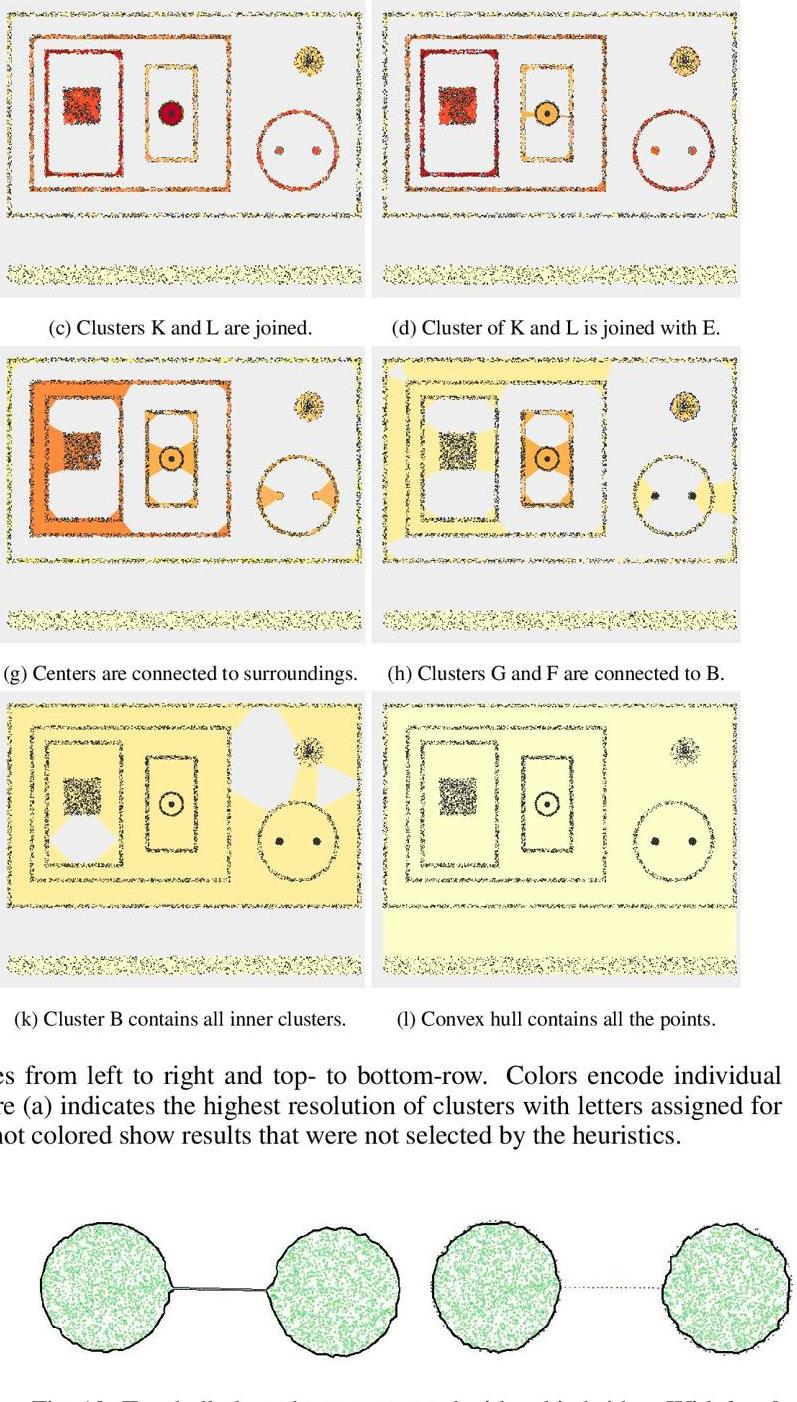 (c) Clusters K and L are joined.
(d) Cluster of K and L is joined with E.
(g) Centers are connected to surroundings.
(h) Clusters G and F are connected to B.
(k) Cluster B contains all inner clusters.
(l) Convex hull contains all the points.
es from left to right and top- to bottom-row. Colors encode individual
re (a) indicates the highest resolution of clusters with letters assigned for
not colored show results that were not selected by the heuristics.